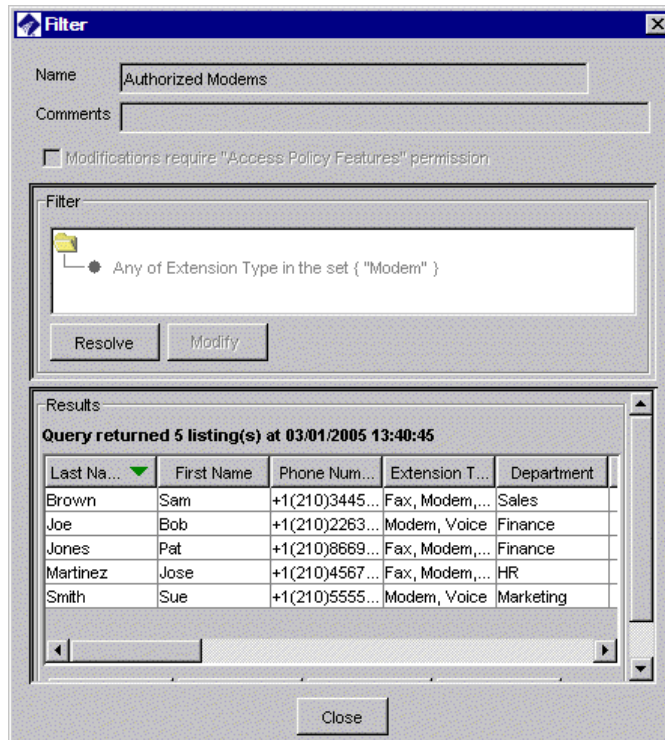 Filter
Name Authorized Modems
Comments
Modifications require "Access Policy Features" permission
Filter
Any of Extension Type in the set { "Modem" }
Resolve Modify
Results
Query returned 5 listing(s) at 03/01/2005 13:40:45
Last Na... First Name Phone Num... Extension T... Department
Brown Sam +1(210)3445... Fax, Modem,... Sales
Joe Bob +1(210)2263... Modem, Voice Finance
Jones Pat +1(210)8669... Fax, Modem,... Finance
Martinez Jose +1(210)4567... Fax, Modem,... HR
Smith Sue +1(210)5555... Modem, Voice Marketing
Close